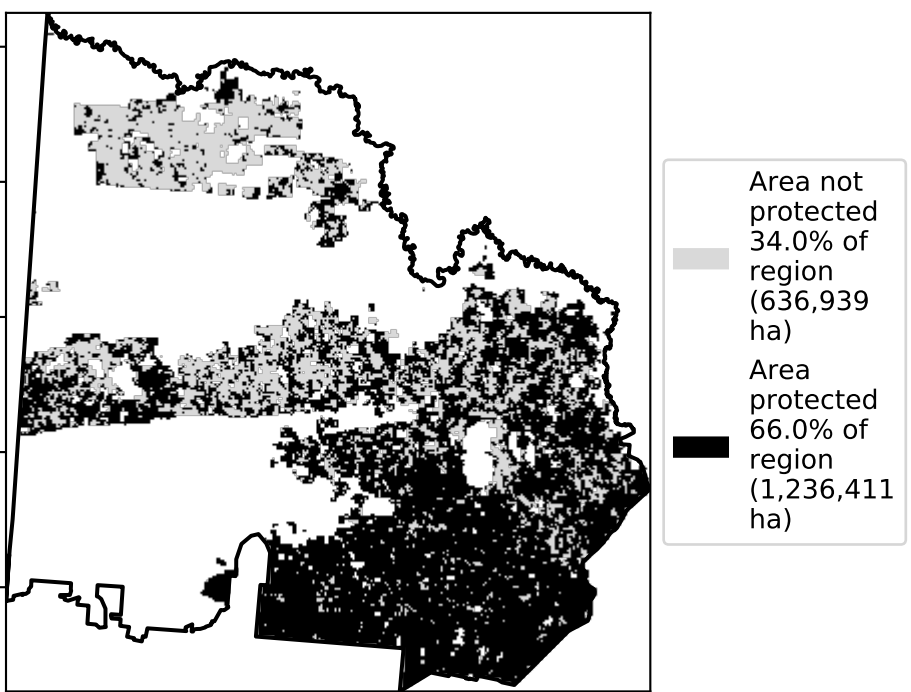 Area not
protected
34.0% of
region
(636,939
ha)
Area
protected
66.0% of
region
(1,236,411
ha)